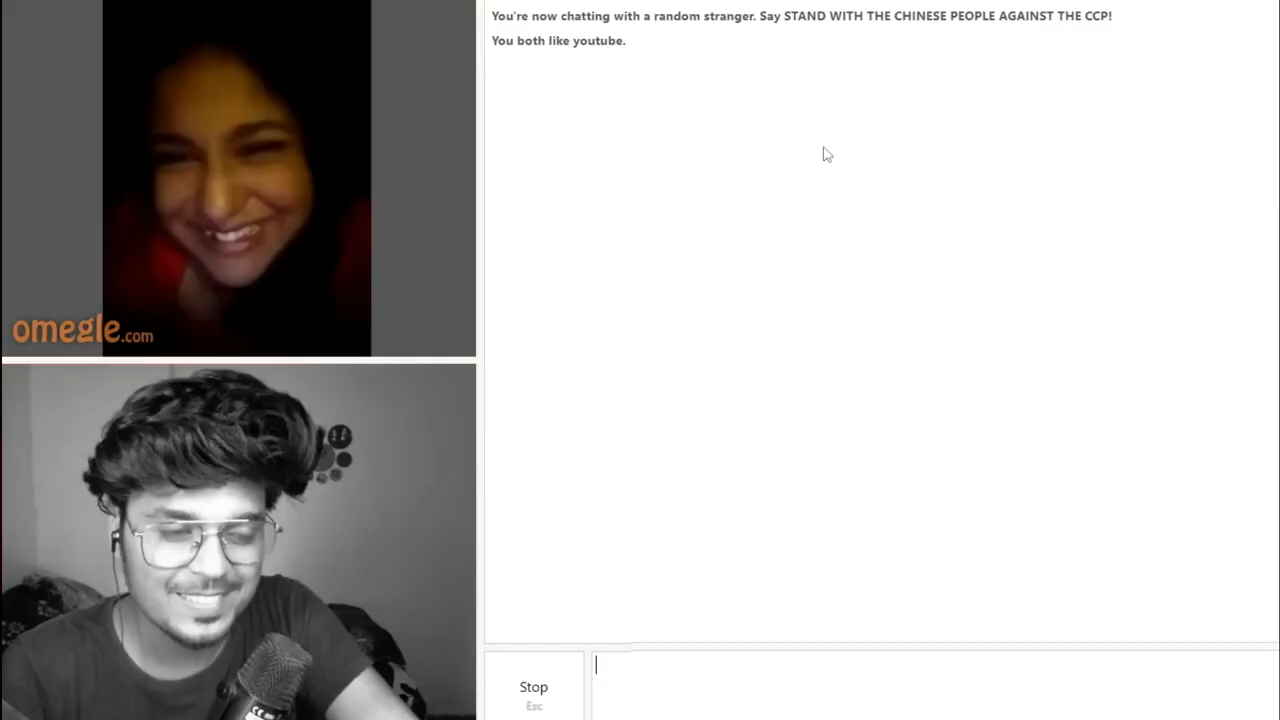 You're now chatting with a random stranger. Say STAND WITH THE CHINESE PEOPLE AGAINST THE CCP!
You both like youtube.
omegle.com
Stop
Esc